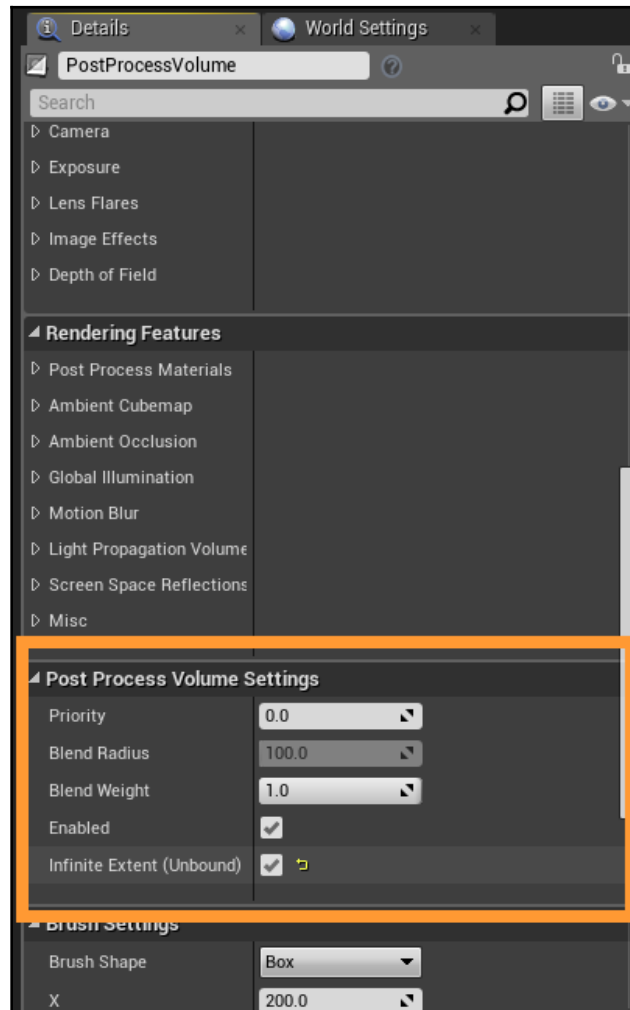 Details
World Settings
PostProcessVolume
Search
Camera
Exposure
Lens Flares
Image Effects
Depth of Field
Rendering Features
Post Process Materials
Ambient Cubemap
Ambient Occlusion
Global Illumination
Motion Blur
Light Propagation Volume
Screen Space Reflections
Misc
Post Process Volume Settings
Priority 0.0
Blend Radius 100.0
Blend Weight 1.0
Enabled
Infinite Extent (Unbound)
Brush Settings
Brush Shape Box
X 200.0